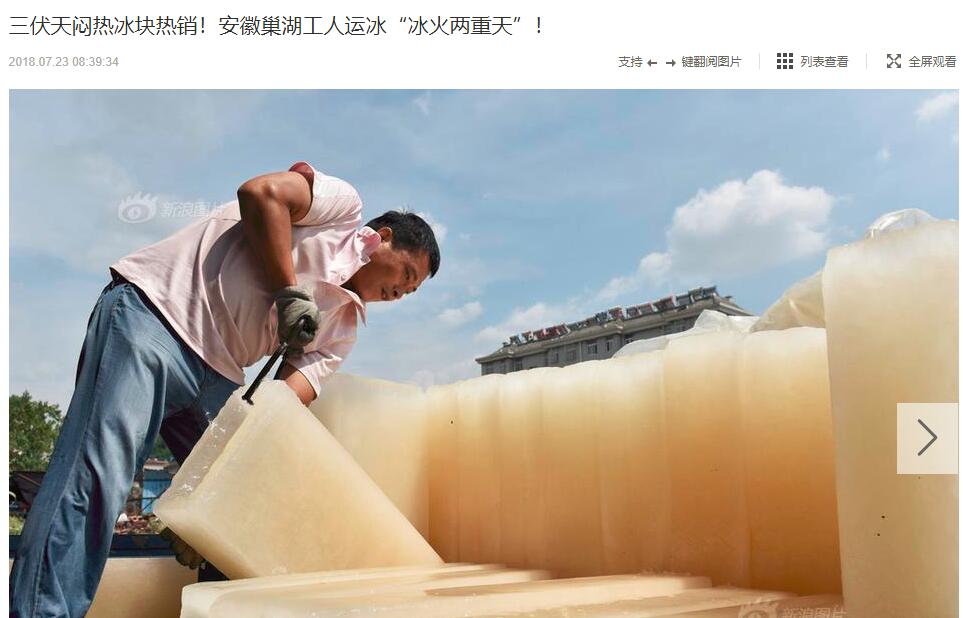 三伏天闷热冰块热销！安徽巢湖工人运冰“冰火两重天”！
2018.07.23 08:39:34
支持 ← → 键翻阅图片
列表查看
全屏观看
新浪图片
新浪图片